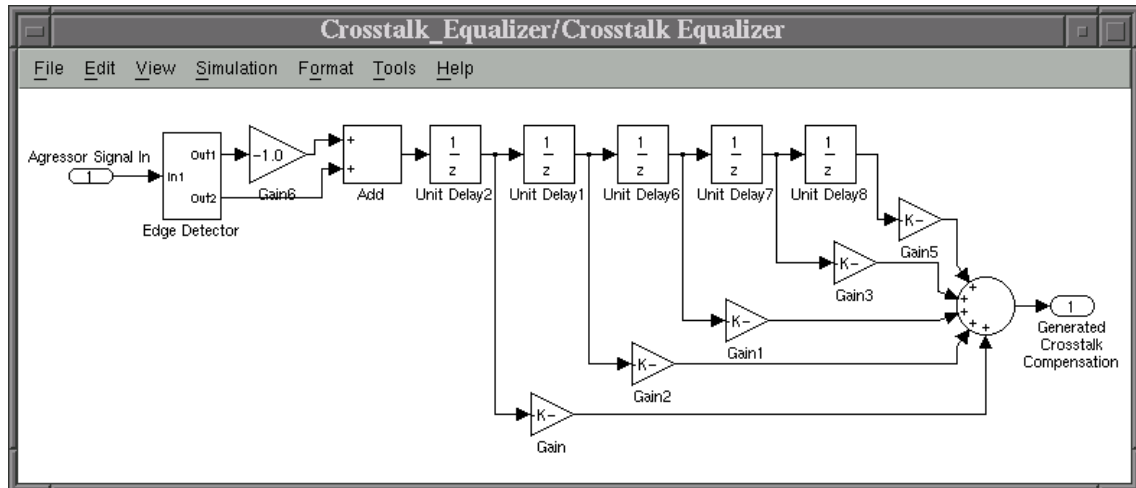 Crosstalk_Equalizer/Crosstalk Equalizer
File Edit View Simulation Format Tools Help
Agressor Signal In
1
In1
Out1
Out2
Edge Detector
-1.0
Gain6
+
+
Add
1
z
Unit Delay2
1
z
Unit Delay1
1
z
Unit Delay6
1
z
Unit Delay7
1
z
Unit Delay8
-K-
Gain5
-K-
Gain3
-K-
Gain1
-K-
Gain2
-K-
Gain
+
+
+
+
+
1
Generated
Crosstalk
Compensation